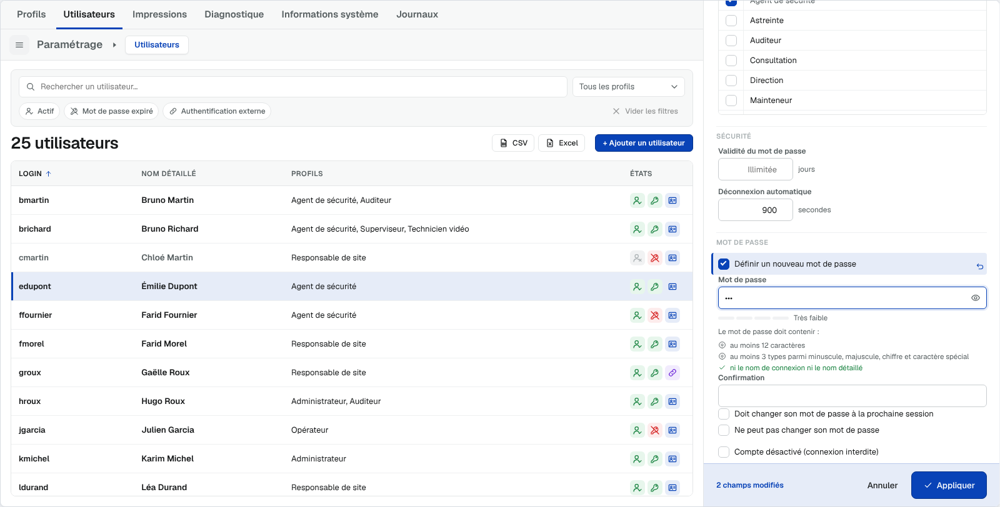 Profils Utilisateurs Impressions Diagnostique Informations système Journaux
Paramétrage Utilisateurs
Rechercher un utilisateur...
Tous les profils
Actif Mot de passe expiré Authentification externe Vider les filtres
25 utilisateurs
CSV Excel + Ajouter un utilisateur
LOGIN NOM DÉTAILLÉ PROFILS ÉTATS
bmartin Bruno Martin Agent de sécurité, Auditeur
brichard Bruno Richard Agent de sécurité, Superviseur, Technicien vidéo
cmartin Chloé Martin Responsable de site
edupont Émilie Dupont Agent de sécurité
ffournier Farid Fournier Agent de sécurité
fmorel Farid Morel Responsable de site
groux Gaëlle Roux Responsable de site
hroux Hugo Roux Administrateur, Auditeur
jgarcia Julien Garcia Opérateur
kmichel Karim Michel Administrateur
ldurand Léa Durand Responsable de site
Agent de sécurité
Astreinte
Auditeur
Consultation
Direction
Mainteneur
SÉCURITÉ
Validité du mot de passe
Illimitée jours
Déconnexion automatique
900 secondes
MOT DE PASSE
Définir un nouveau mot de passe
Mot de passe
•••
Très faible
Le mot de passe doit contenir :
au moins 12 caractères
au moins 3 types parmi minuscule, majuscule, chiffre et caractère spécial
ni le nom de connexion ni le nom détaillé
Confirmation
Doit changer son mot de passe à la prochaine session
Ne peut pas changer son mot de passe
Compte désactivé (connexion interdite)
2 champs modifiés Annuler Appliquer